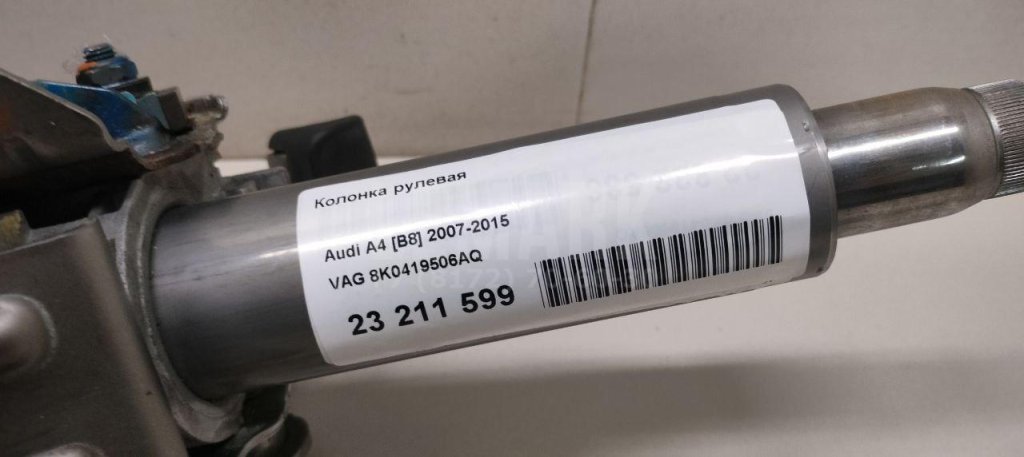 Колонка рулевая
Audi A4 [B8] 2007-2015
VAG 8K0419506AQ
23 211 599